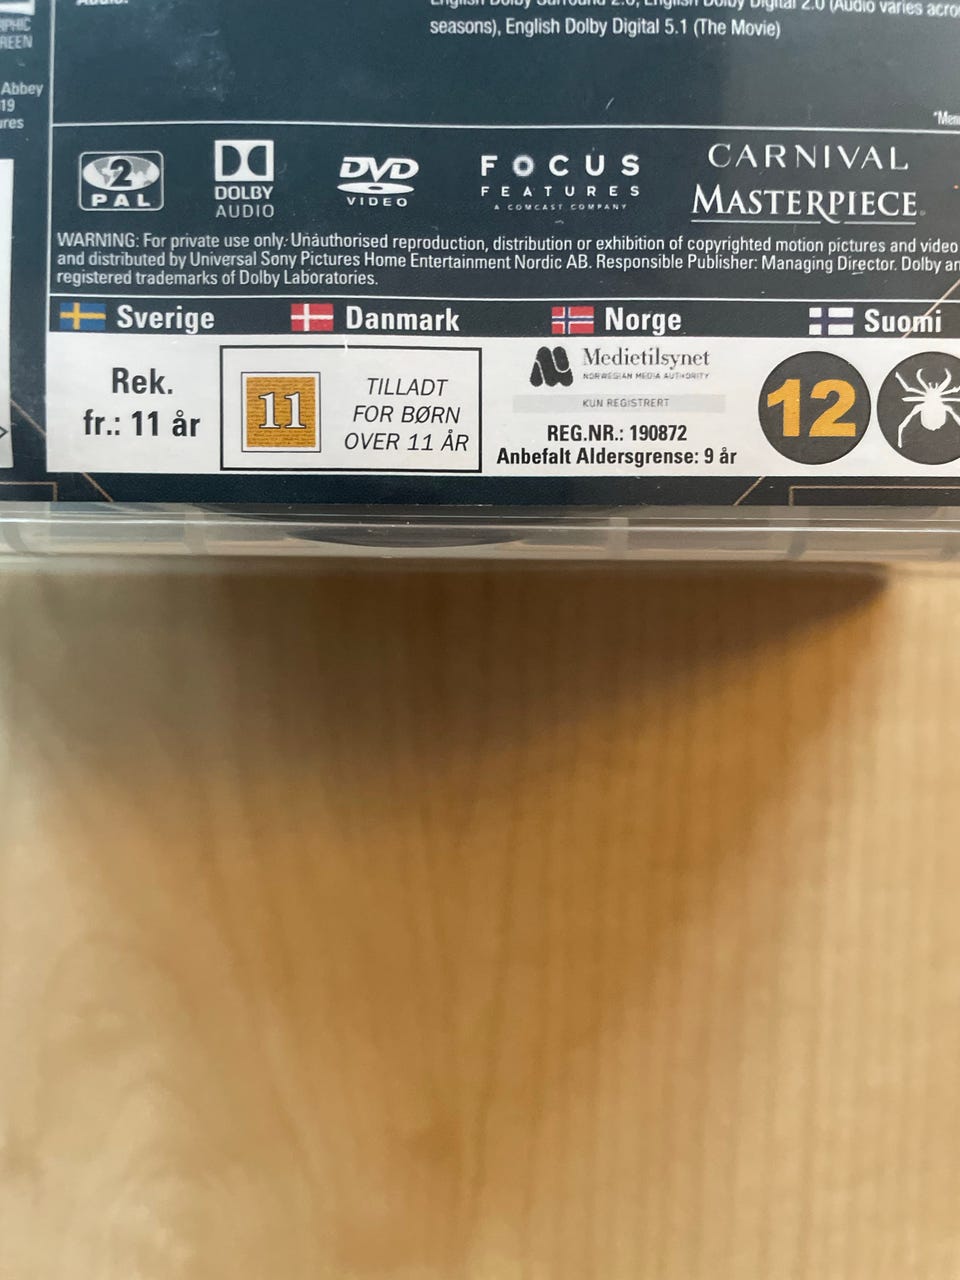 seasons), English Dolby Digital 5.1 (The Movie)
Abbey
19
PAL
2
DOLBY
AUDIO
DVD
VIDEO
FOCUS
FEATURES
A COMCAST COMPANY
CARNIVAL
MASTERPIECE
WARNING: For private use only. Unauthorised reproduction, distribution or exhibition of copyrighted motion pictures and video
and distributed by Universal Sony Pictures Home Entertainment Nordic AB. Responsible Publisher: Managing Director. Dolby
registered trademarks of Dolby Laboratories.
Sverige
Danmark
Norge
Suomi
Rek.
fr.: 11 år
11
TILLADT
FOR BØRN
OVER 11 ÅR
Medietilsynet
NORWEGIAN MEDIA AUTHORITY
KUN REGISTRERT
REG.NR.: 190872
Anbefalt Aldersgrense: 9 år
12